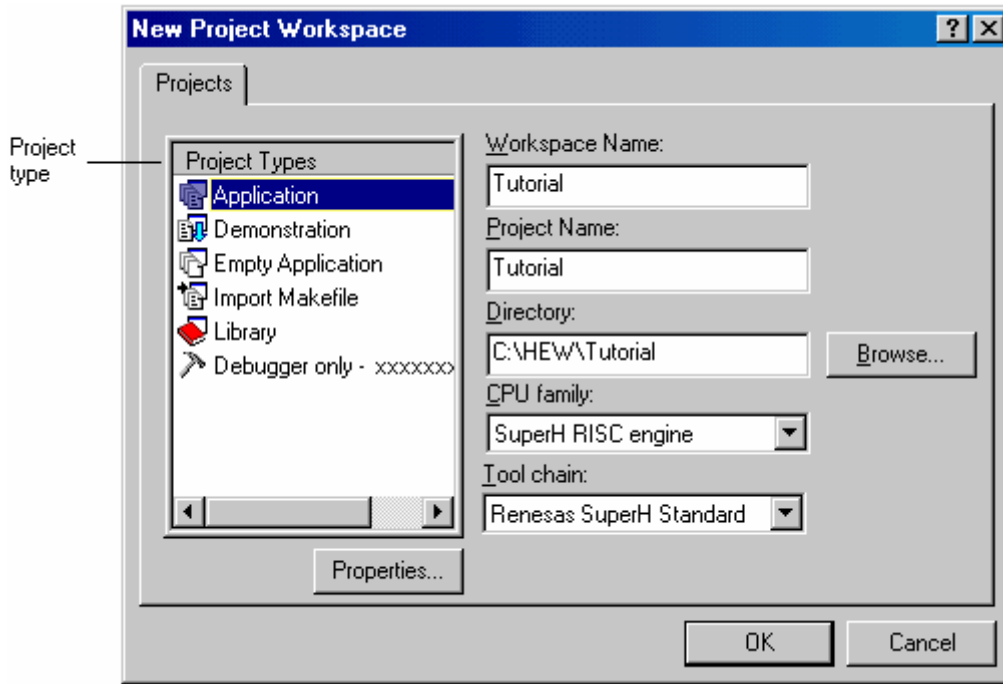 New Project Workspace
Projects
Project
type
Project Types
Application
Demonstration
Empty Application
Import Makefile
Library
Debugger only - xxxxxxx
Properties...
Workspace Name:
Tutorial
Project Name:
Tutorial
Directory:
C:\HEW\Tutorial
Browse...
CPU family:
SuperH RISC engine
Tool chain:
Renesas SuperH Standard
OK
Cancel